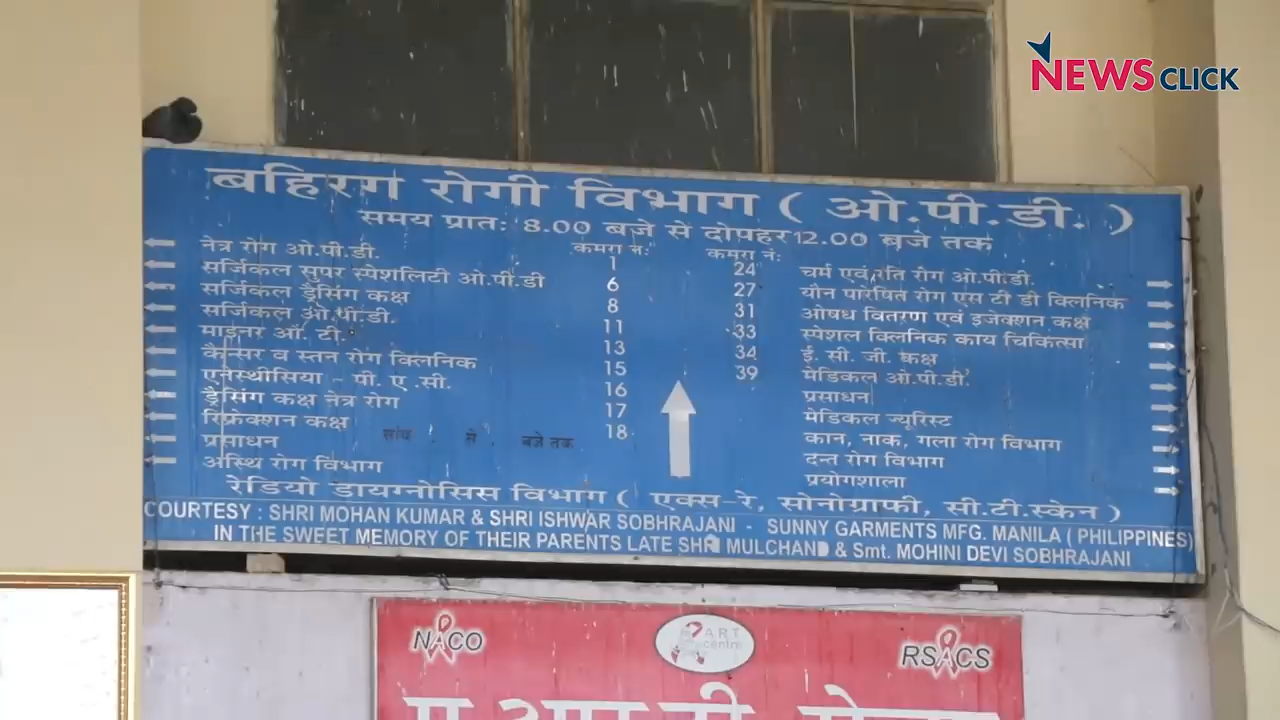 NEWSCLICK
बहिरग रोगी विभाग ( ओ.पी.डी. )
समय प्रातः 8.00 बजे से दोपहर 12.00 बजे तक
कमरा नं: कमरा नं:
नेत्र रोग ओ.पी.डी. 1 24 चर्म एवं रति रोग ओ.पी.डी.
सर्जिकल सुपर स्पेशलिटी ओ.पी.डी 6 27 यौन पारेषित रोग एस टी डी क्लिनिक
सर्जिकल ड्रैसिंग कक्ष 8 31 औषध वितरण एवं इजेक्शन कक्ष
सर्जिकल ओ.पी.डी. 11 33 स्पेशल क्लिनिक काय चिकित्सा
माइनर ओ. टी. 13 34 ई. सी. जी. कक्ष
कैन्सर व स्तन रोग क्लिनिक 15 39 मेडिकल ओ.पी.डी.
एनेस्थीसिया - पी. ए .सी. 16 प्रसाधन
ड्रैसिंग कक्ष नेत्र रोग 17 मेडिकल ज्यूरिस्ट
रिफ्रेक्शन कक्ष 18 कान, नाक, गला रोग विभाग
से बजे तक
प्रसाधन दन्त रोग विभाग
अस्थि रोग विभाग प्रयोगशाला
रेडियो डायग्नोसिस विभाग ( एक्स-रे, सोनोग्राफी, सी.टी.स्केन )
COURTESY : SHRI MOHAN KUMAR & SHRI ISHWAR SOBHRAJANI - SUNNY GARMENTS MFG. MANILA ( PHILIPPINES)
IN THE SWEET MEMORY OF THEIR PARENTS LATE SHRI MULCHAND & Smt. MOHINI DEVI SOBHRAJANI
NACO ART centre RSACS